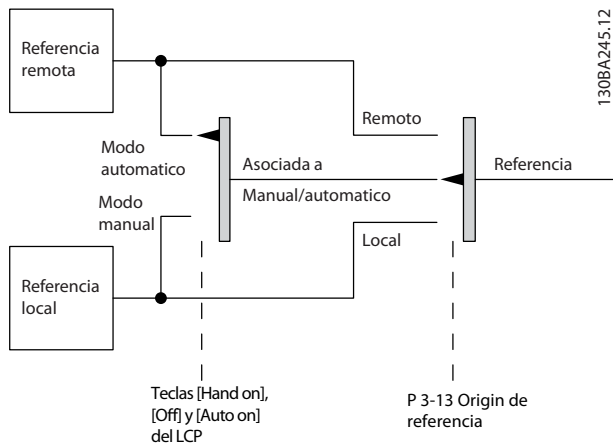 130BA245.12
Referencia
remota
Remoto
Modo
automatico
Asociada a
Referencia
Modo
manual
Manual/automatico
Local
Referencia
local
Teclas [Hand on],
[Off] y [Auto on]
del LCP
P 3-13 Origin de
referencia